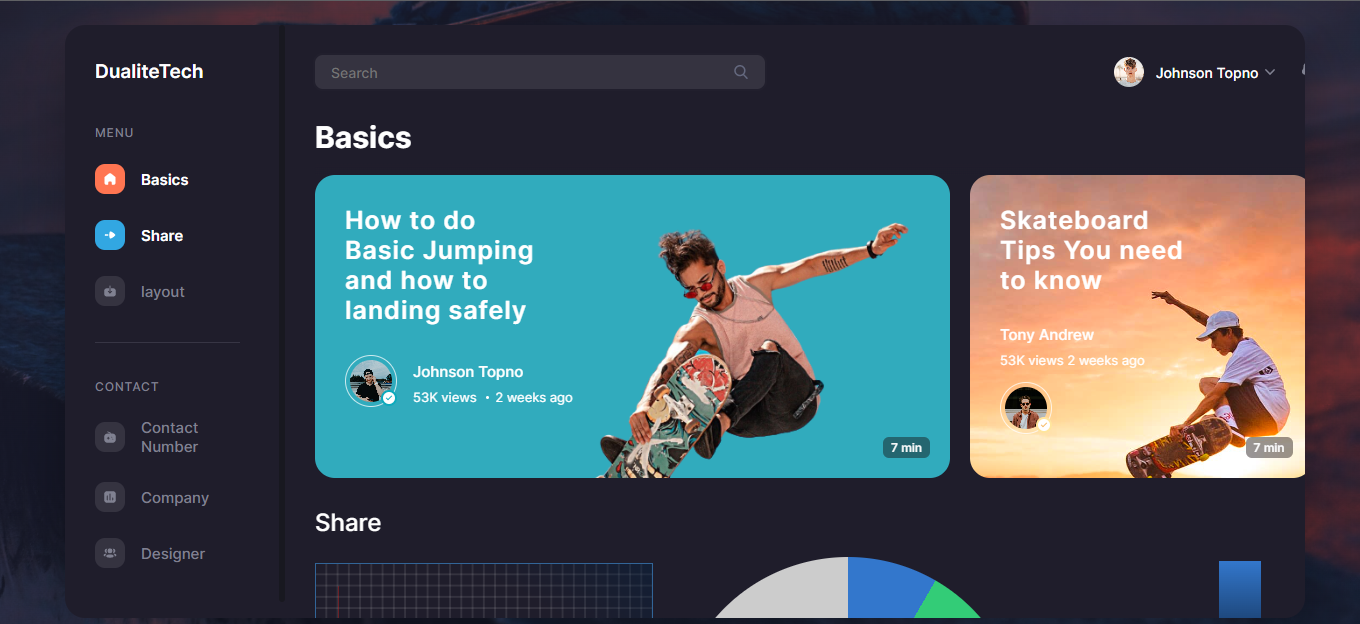 DualiteTech
Search
Johnson Topno
MENU
Basics
Share
layout
CONTACT
Contact
Number
Company
Designer
Basics
How to do
Basic Jumping
and how to
landing safely
Johnson Topno
53K views • 2 weeks ago
7 min
Skateboard
Tips You need
to know
Tony Andrew
53K views 2 weeks ago
7 min
Share